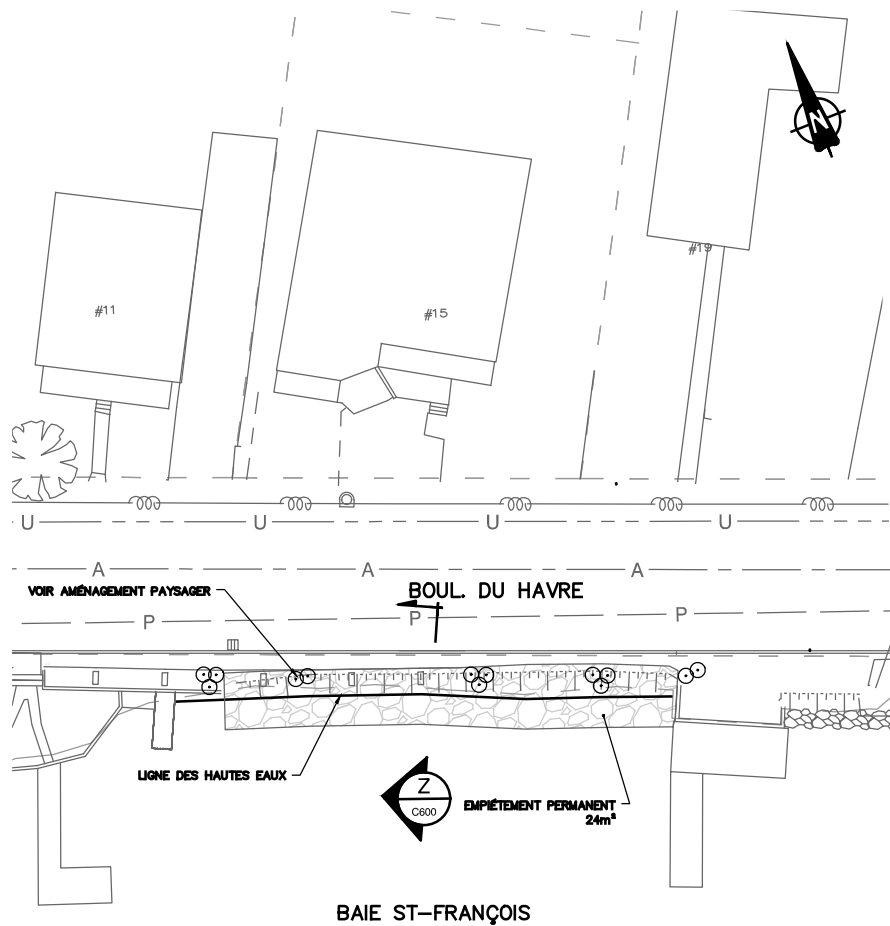 N
#19
#11
#15
U U U U
A A A
VOIR AMÉNAGEMENT PAYSAGER
BOUL. DU HAVRE
P P P
LIGNE DES HAUTES EAUX
Z
C600
EMPIÉTEMENT PERMANENT
24m²
BAIE ST-FRANÇOIS